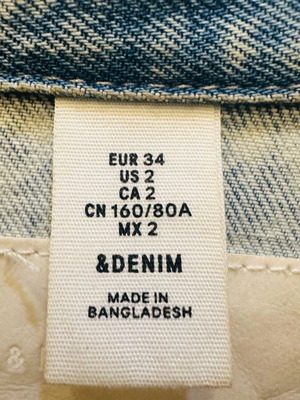 EUR 34
US 2
CA 2
CN 160/80A
MX 2
&DENIM
MADE IN
BANGLADESH
&